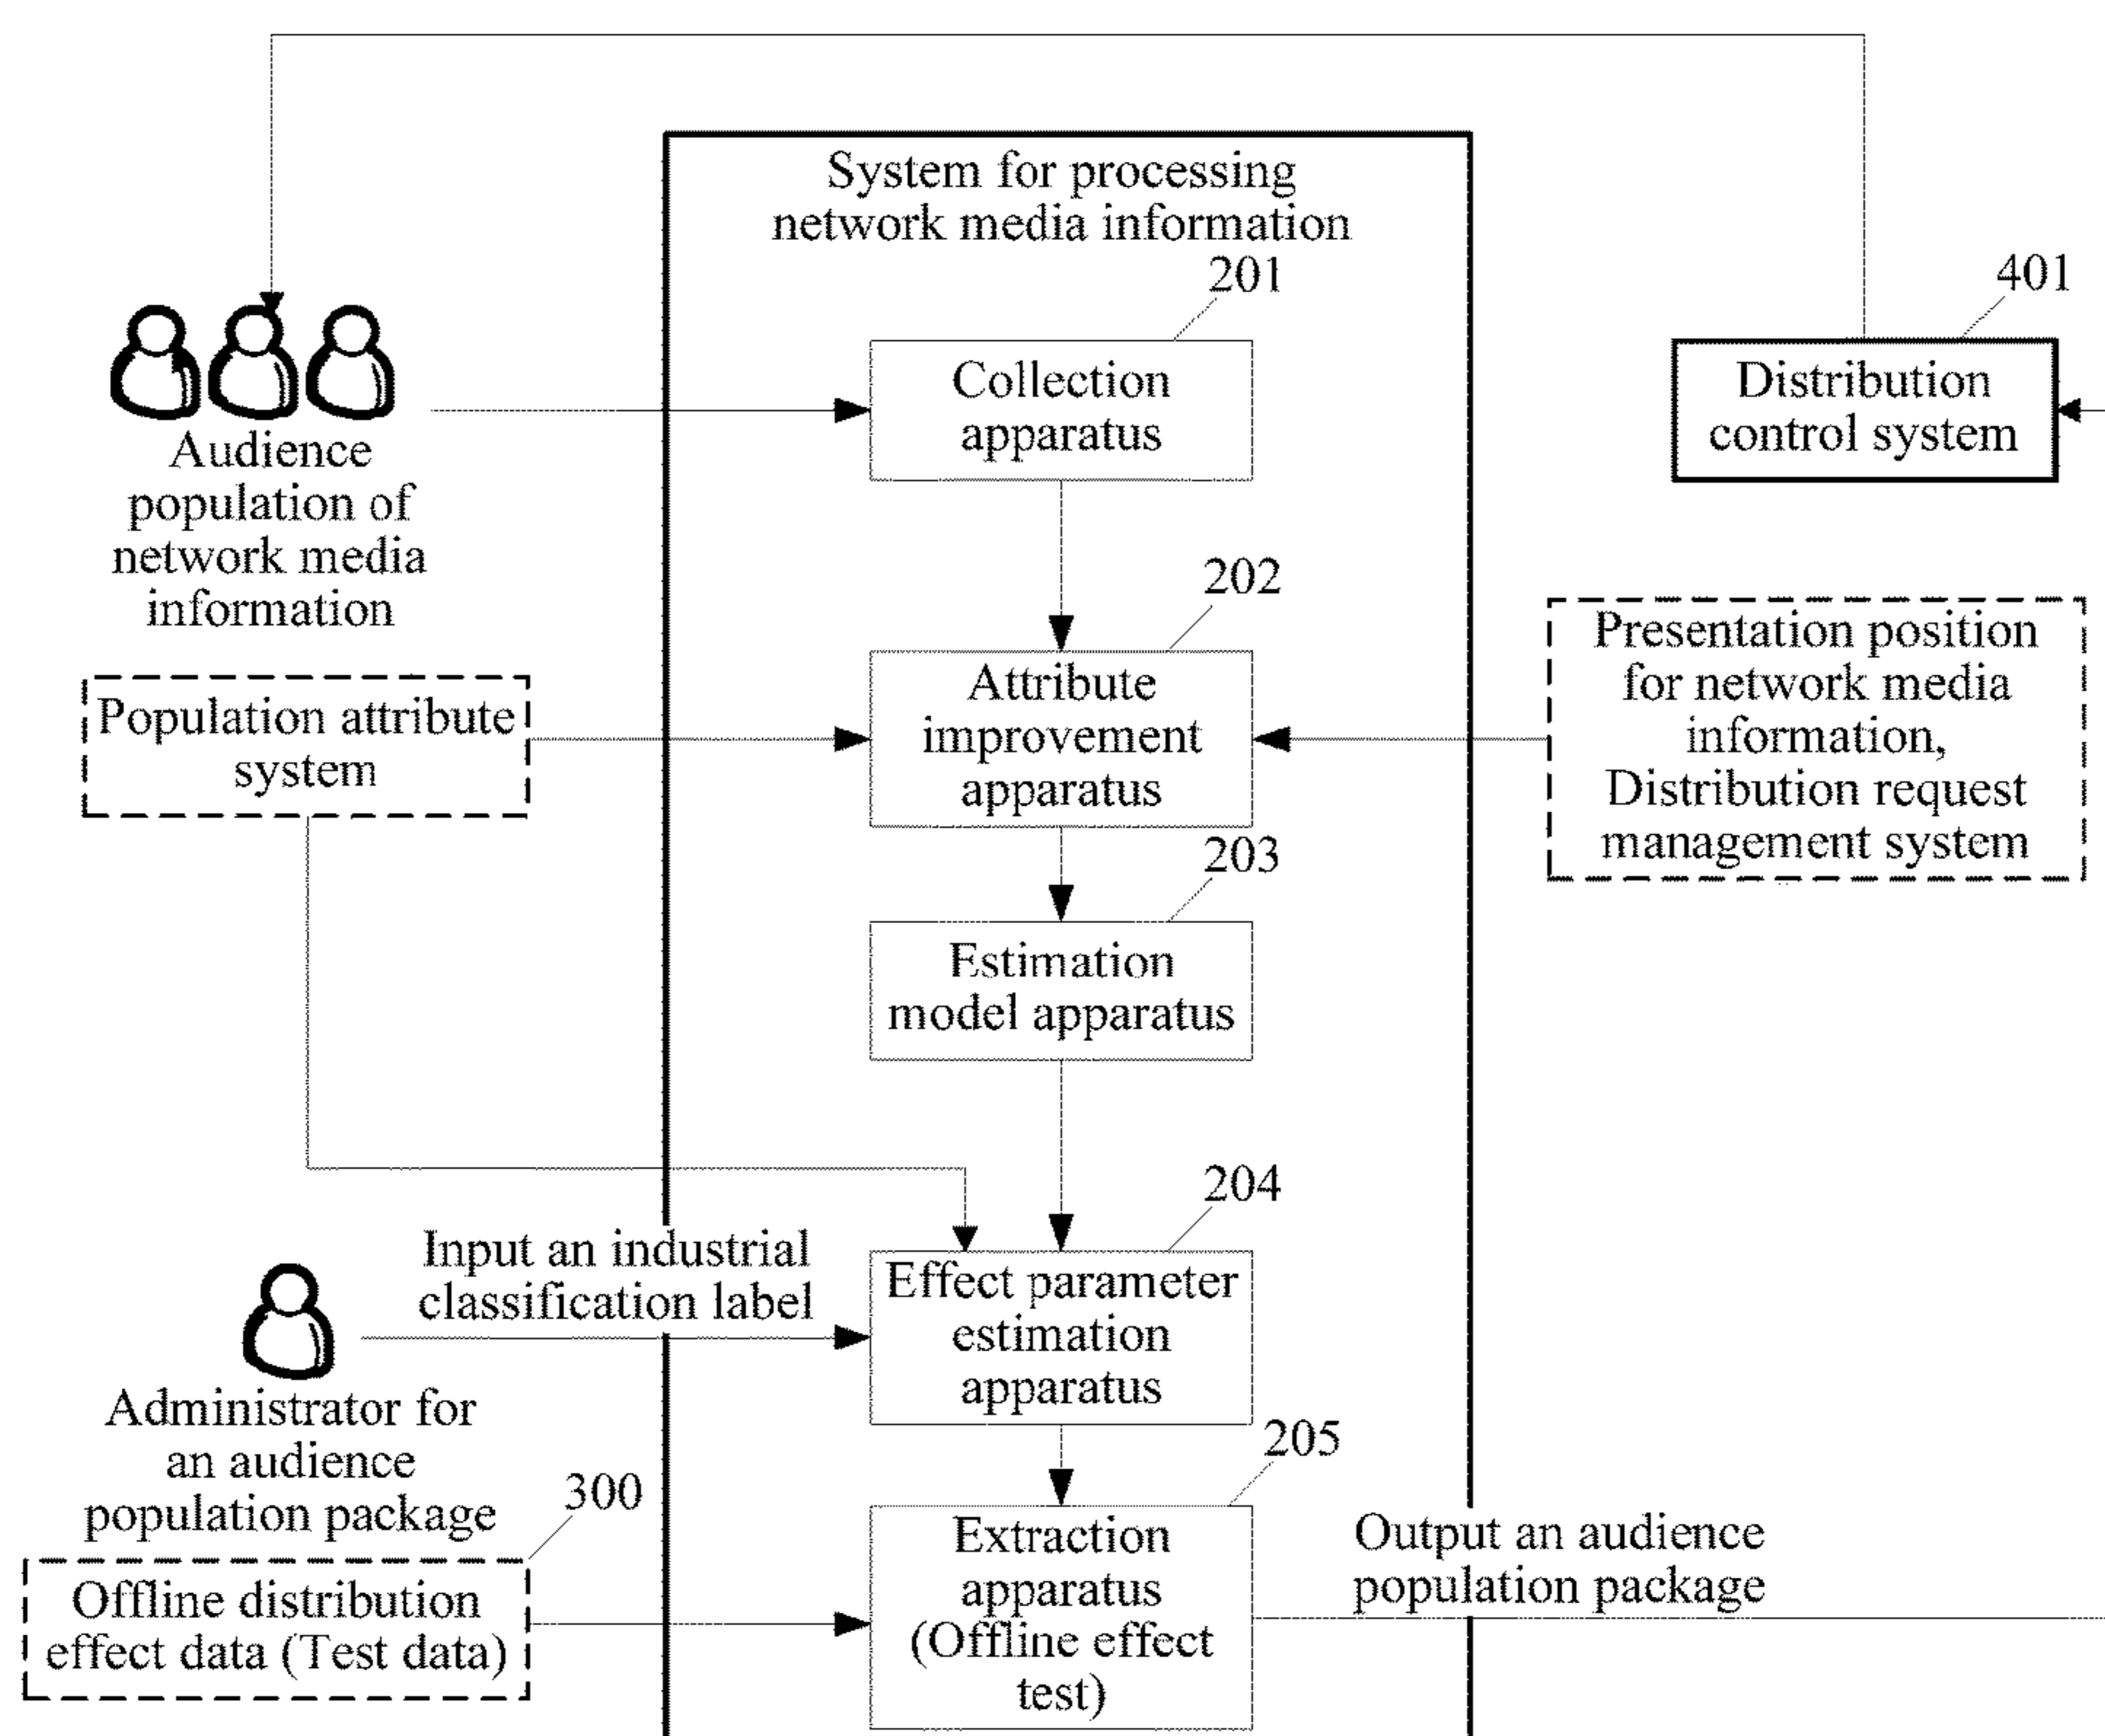 System for processing
network media information
201
401
Collection
apparatus
Distribution
control system
Audience
population of
network media
information
202
Population attribute
system
Attribute
improvement
apparatus
Presentation position
for network media
information,
Distribution request
management system
203
Estimation
model apparatus
204
Input an industrial
classification label
Effect parameter
estimation
apparatus
Administrator for
an audience
population package
205
300
Offline distribution
effect data (Test data)
Extraction
apparatus
(Offline effect
test)
Output an audience
population package